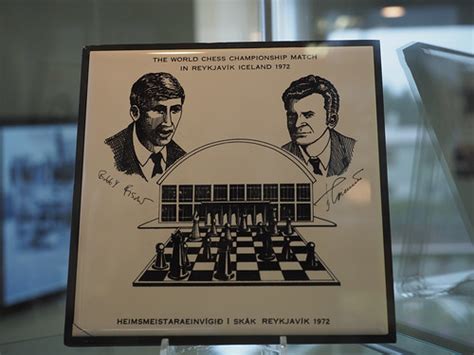 THE WORLD CHESS CHAMPIONSHIP MATCH
IN REYKJAVÍK ICELAND 1972
HEIMSMEISTARAEINVÍGIÐ Í SKÁK REYKJAVÍK 1972